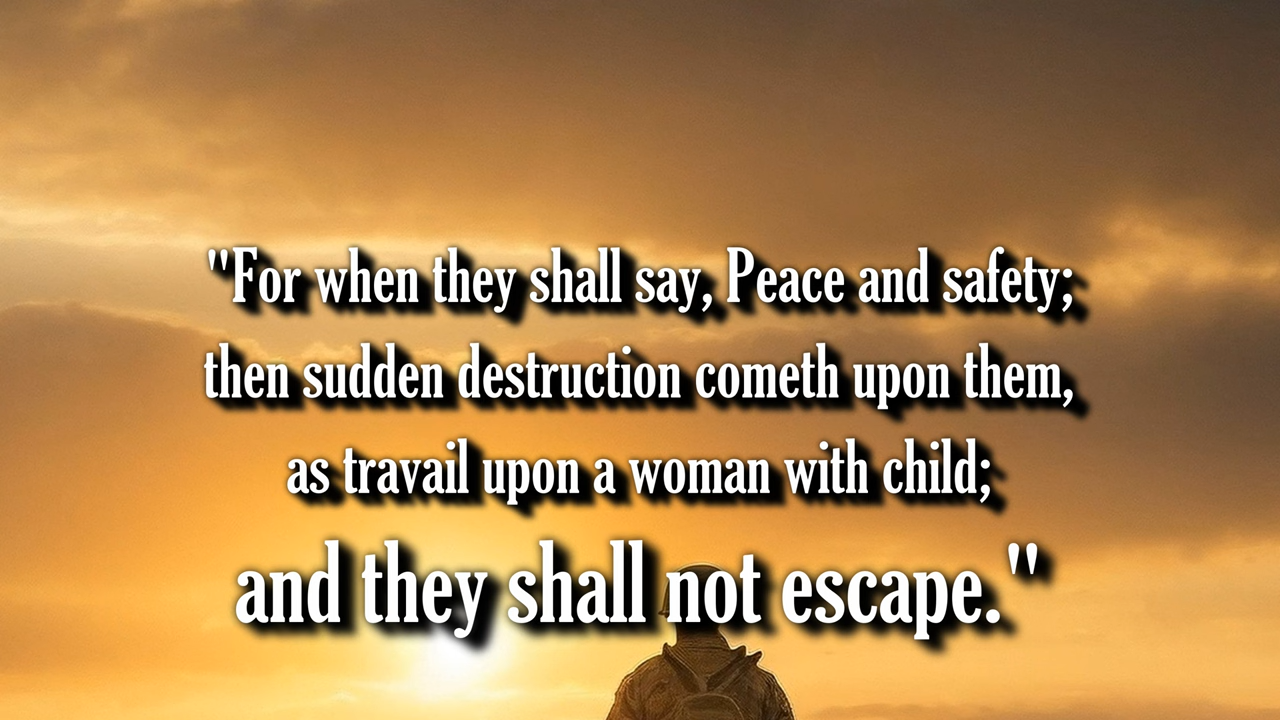 "For when they shall say, Peace and safety;
then sudden destruction cometh upon them,
as travail upon a woman with child;
and they shall not escape."